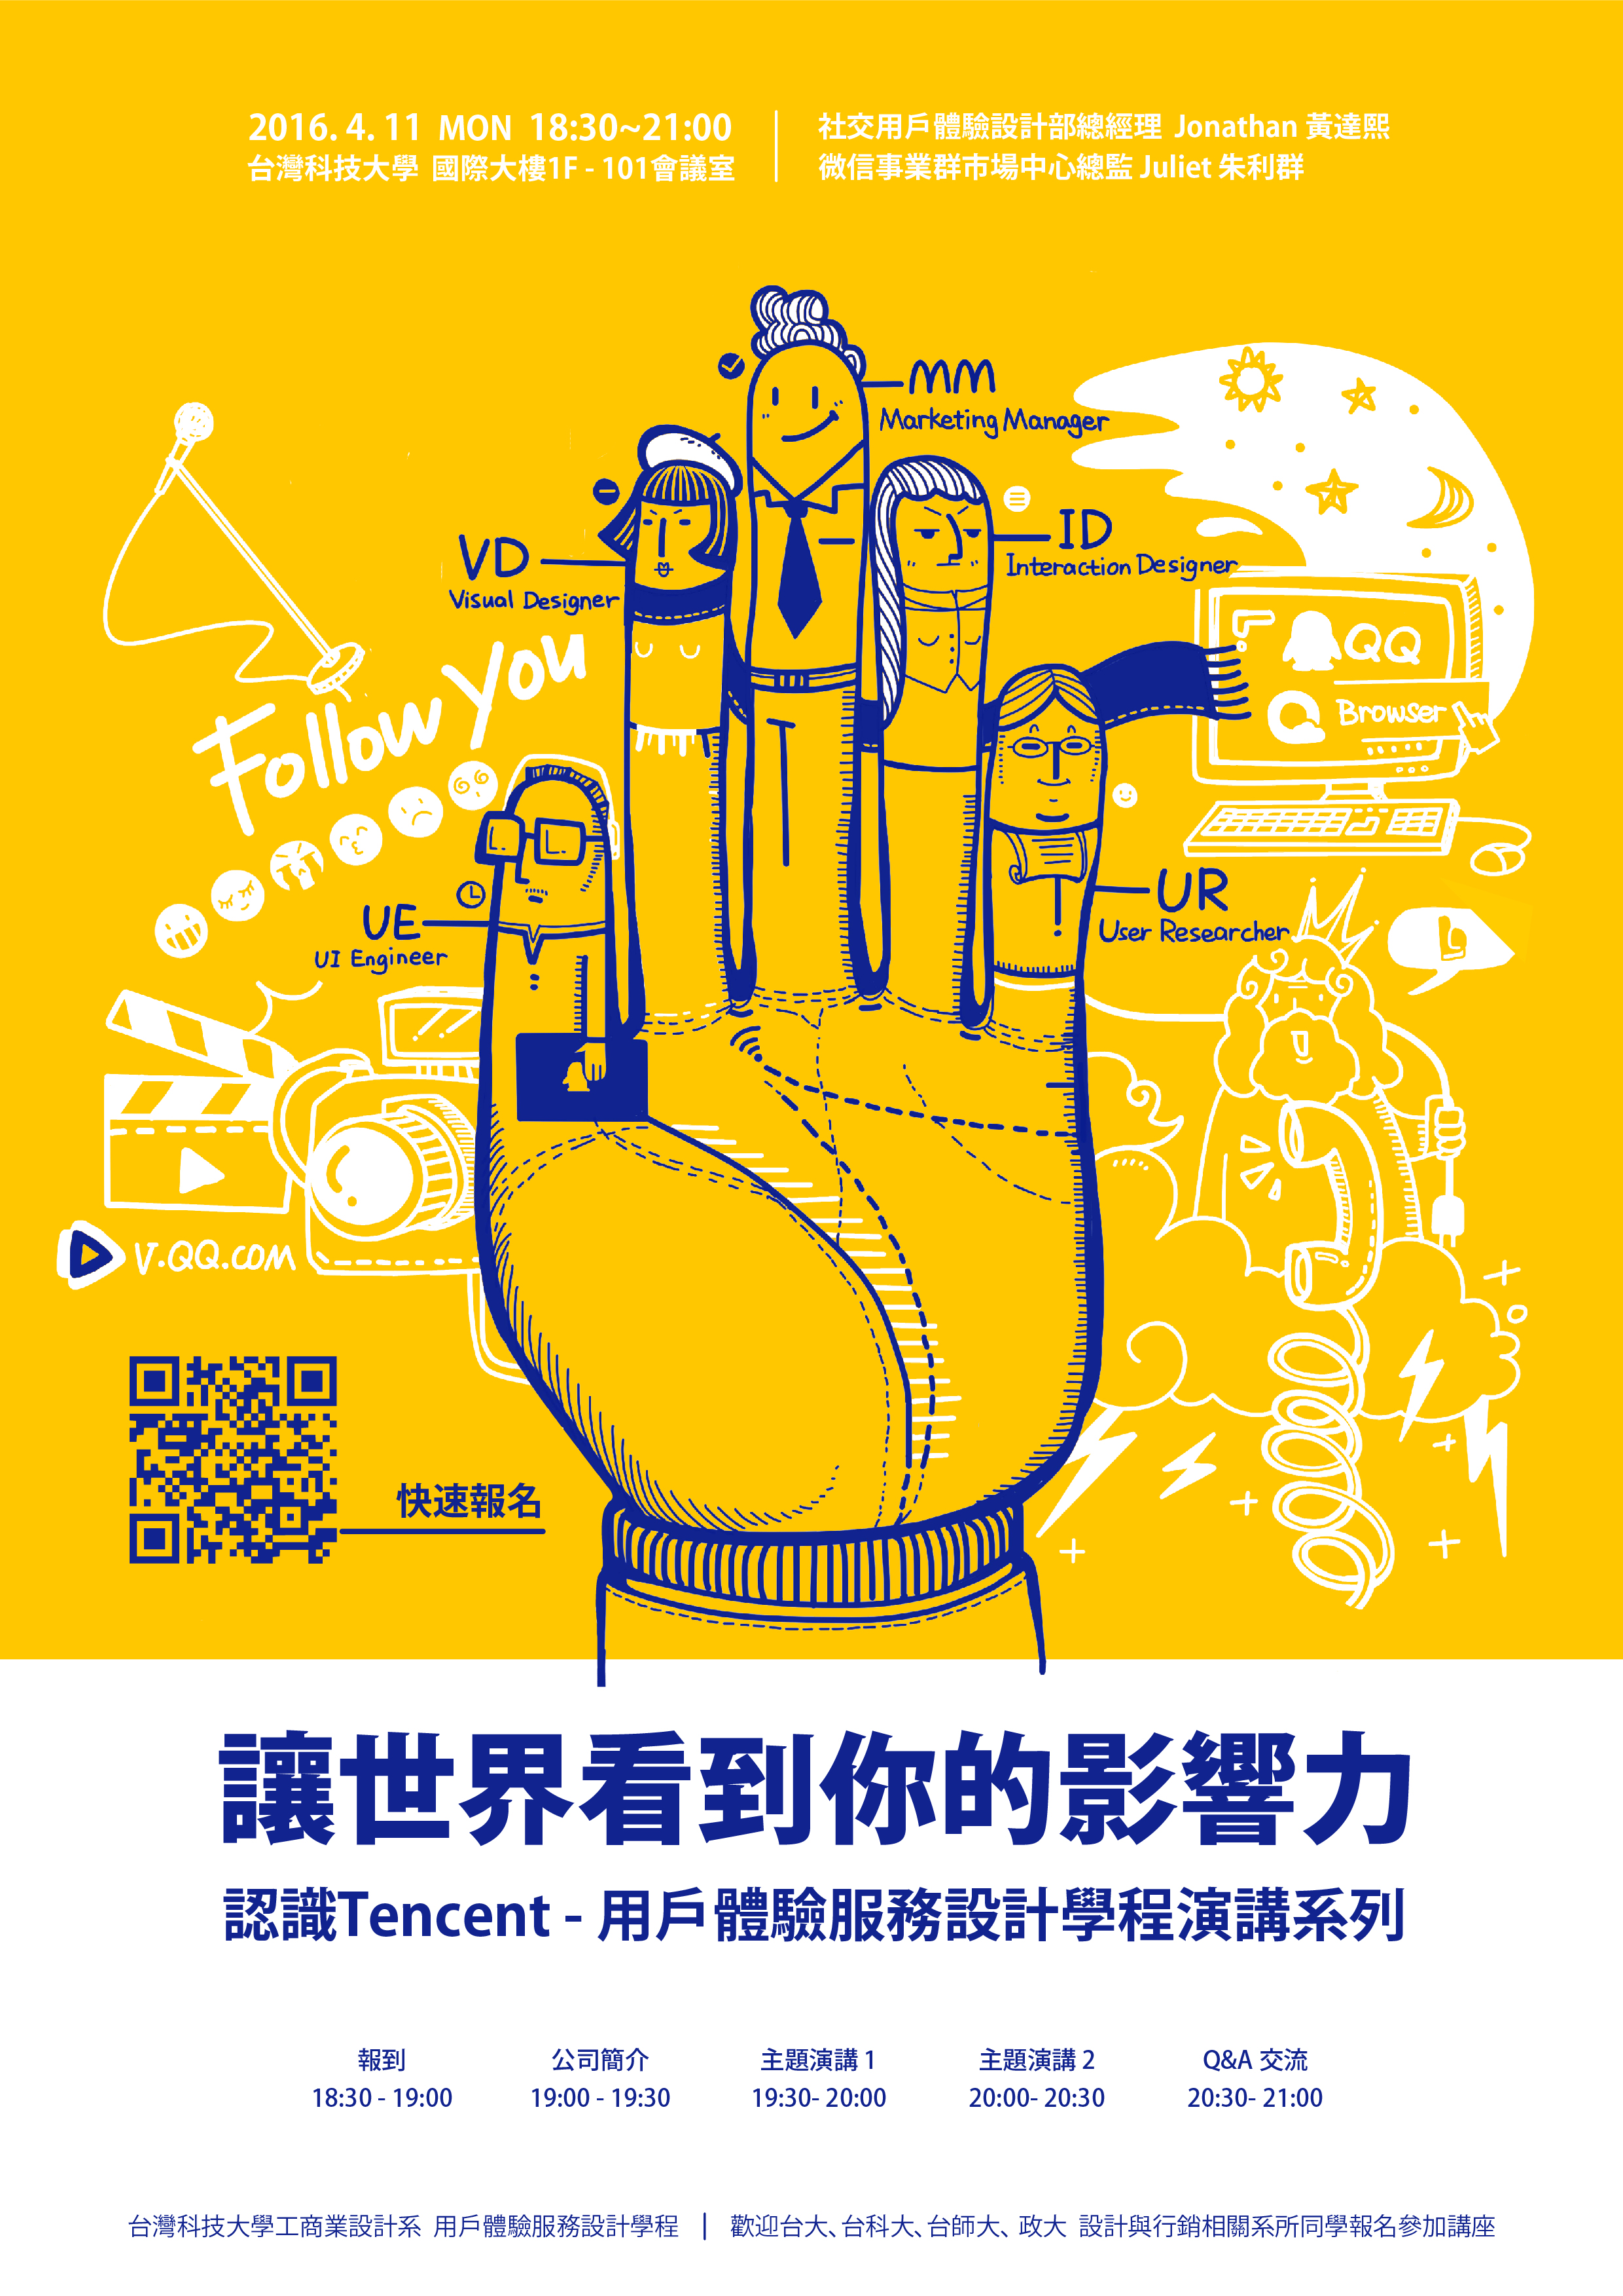 2016. 4. 11 MON 18:30~21:00
台灣科技大學 國際大樓1F - 101會議室
社交用戶體驗設計部總經理 Jonathan 黃達熙
微信事業群市場中心總監 Juliet 朱利群
MM
Marketing Manager
VD
Visual Designer
ID
Interaction Designer
Follow You
QQ
Browser
UE
UI Engineer
UR
User Researcher
V.QQ.COM
快速報名
讓世界看到你的影響力
認識Tencent - 用戶體驗服務設計學程演講系列
報到
18:30 - 19:00
公司簡介
19:00 - 19:30
主題演講 1
19:30- 20:00
主題演講 2
20:00- 20:30
Q&A 交流
20:30- 21:00
台灣科技大學工商業設計系 用戶體驗服務設計學程 | 歡迎台大、台科大、台師大、政大 設計與行銷相關系所同學報名參加講座